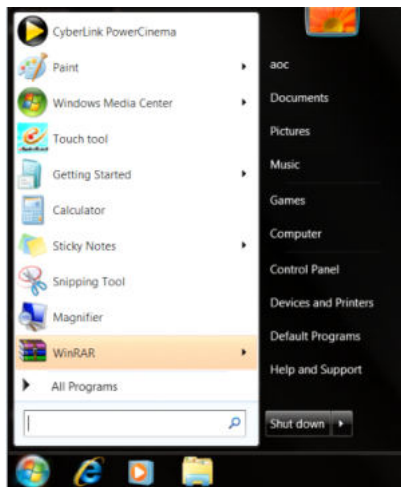 CyberLink PowerCinema
Paint
Windows Media Center
Touch tool
Getting Started
Calculator
Sticky Notes
Snipping Tool
Magnifier
WinRAR
All Programs
aoc
Documents
Pictures
Music
Games
Computer
Control Panel
Devices and Printers
Default Programs
Help and Support
Shut down